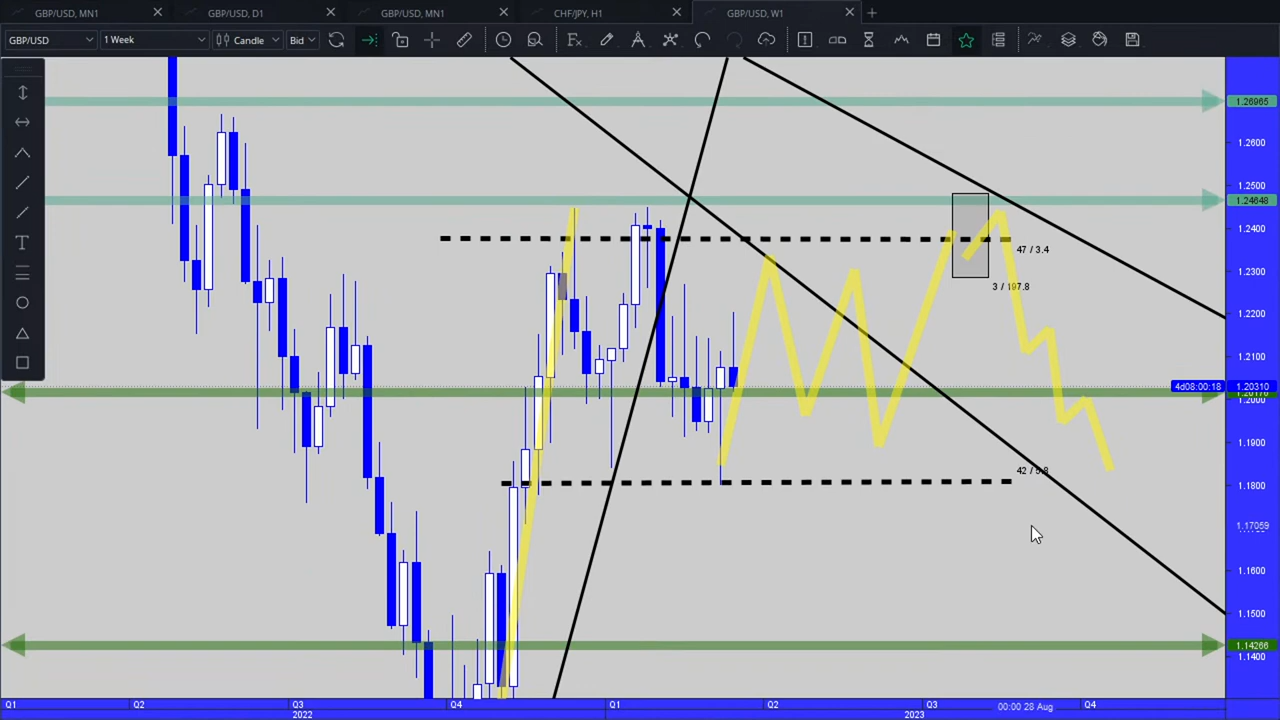 GBP/USD, MN1
GBP/USD, D1
GBP/USD, MN1
CHF/JPY, H1
GBP/USD, W1
GBP/USD
1 Week
Candle
Bid
1.26965
1.2600
1.2500
1.24648
1.2400
47 / 3.4
1.2300
3 / 197.8
1.2200
1.2100
4d08:00:18
1.20310
1.2000
1.1900
42 / 5.8
1.1800
1.17059
1.1600
1.1500
1.14266
1.1400
Q1
Q2
Q3
Q4
Q1
Q2
Q3
00:00 28 Aug
Q4
2022
2023